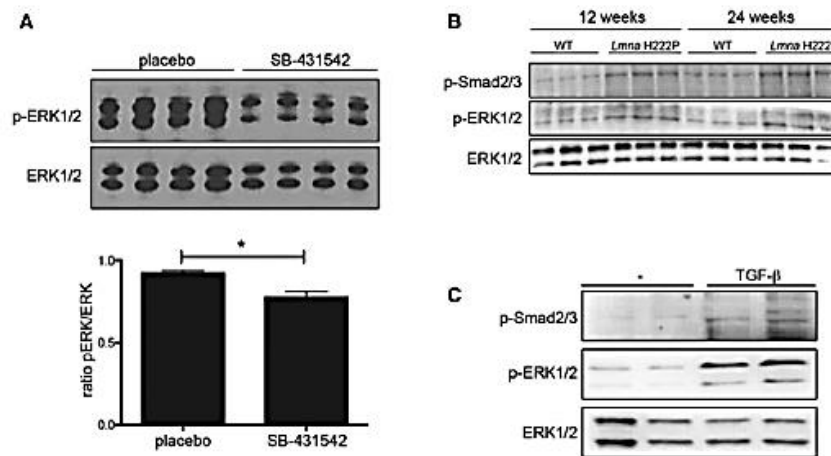 A
placebo SB-431542
p-ERK1/2
ERK1/2
*
ratio pERK/ERK
1.0
0.5
0.0
placebo SB-431542
B
12 weeks 24 weeks
WT Lmna H222P WT Lmna H222
p-Smad2/3
p-ERK1/2
ERK1/2
C
- TGF-β
p-Smad2/3
p-ERK1/2
ERK1/2